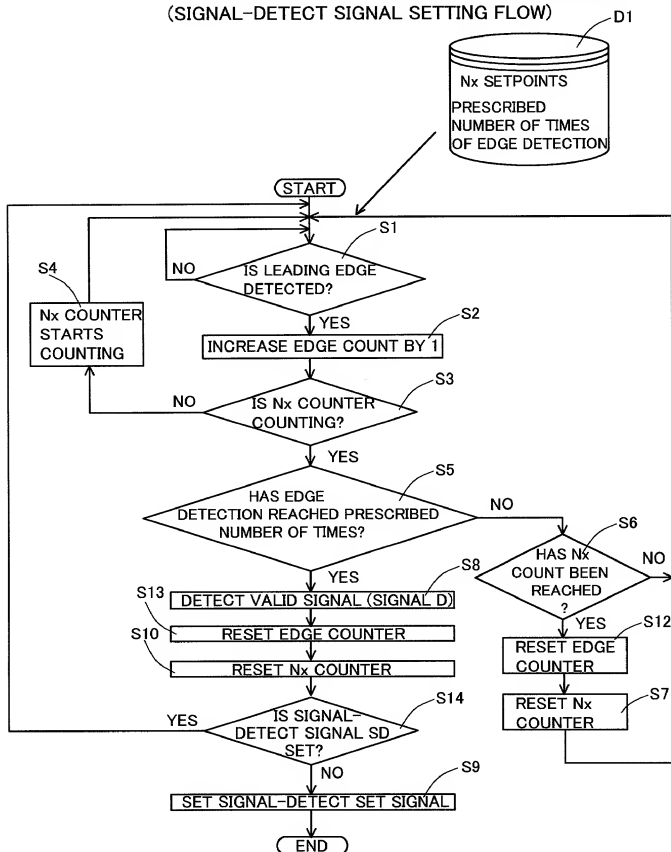 (SIGNAL-DETECT SIGNAL SETTING FLOW)
D1
Nx SETPOINTS
PRESCRIBED
NUMBER OF TIMES
OF EDGE DETECTION
START
S1
IS LEADING EDGE
DETECTED?
NO
YES
S4
Nx COUNTER
STARTS
COUNTING
S2
INCREASE EDGE COUNT BY 1
S3
IS Nx COUNTER
COUNTING?
NO
YES
S5
HAS EDGE
DETECTION REACHED PRESCRIBED
NUMBER OF TIMES?
NO
YES
S6
HAS Nx
COUNT BEEN
REACHED
?
NO
YES
S8
DETECT VALID SIGNAL (SIGNAL D)
S13
RESET EDGE COUNTER
S10
RESET Nx COUNTER
S12
RESET EDGE
COUNTER
S7
RESET Nx
COUNTER
S14
IS SIGNAL-
DETECT SIGNAL SD
SET?
YES
NO
S9
SET SIGNAL-DETECT SET SIGNAL
END